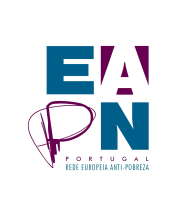 EA
PN
PORTUGAL
REDE EUROPEIA ANTI-POBREZA